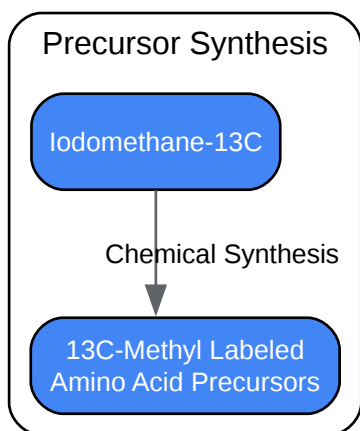 Precursor Synthesis
Iodomethane-13C
Chemical Synthesis
13C-Methyl Labeled
Amino Acid Precursors